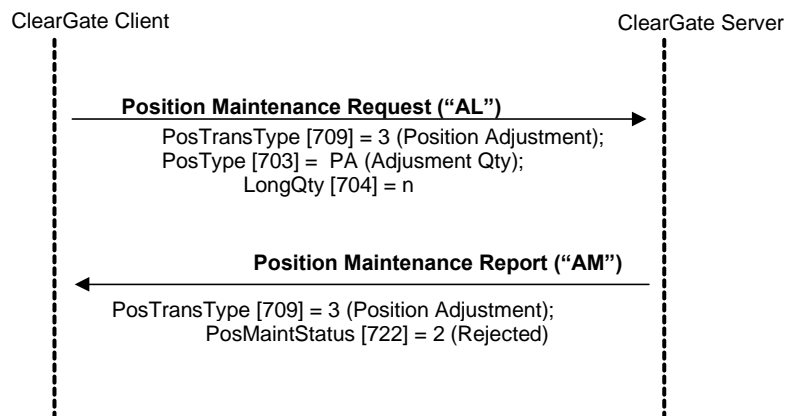 ClearGate Client
ClearGate Server
Position Maintenance Request (“AL”)
PosTransType [709] = 3 (Position Adjustment);
PosType [703] = PA (Adjusment Qty);
LongQty [704] = n
Position Maintenance Report (“AM”)
PosTransType [709] = 3 (Position Adjustment);
PosMaintStatus [722] = 2 (Rejected)